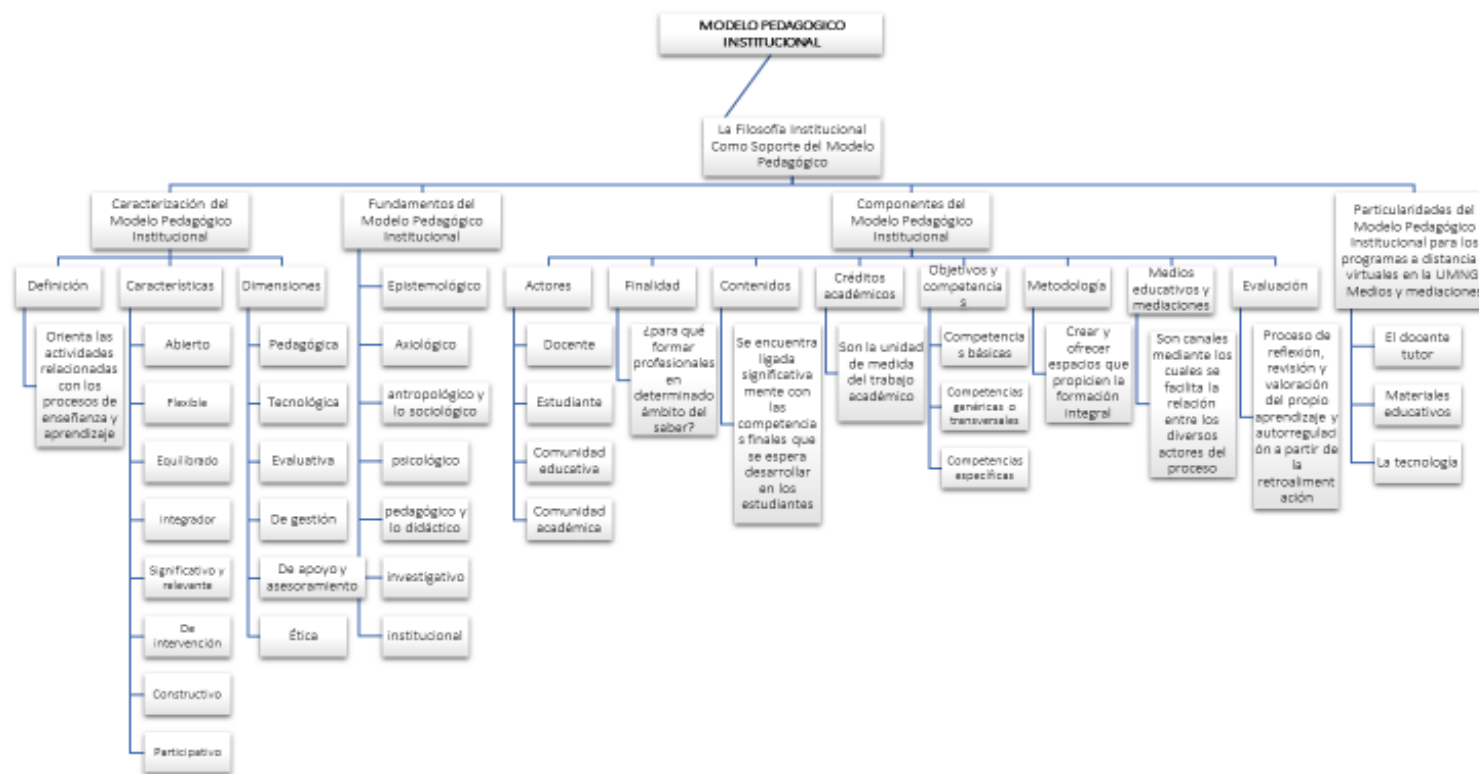 MODELO PEDAGOGICO
INSTITUCIONAL
La Filosofía Institucional
Como Soporte del Modelo
Pedagógico
Caracterización del
Modelo Pedagógico
Institucional
Definición
Orienta las
actividades
relacionadas
con los
procesos de
enseñanza y
aprendizaje
Características
Abierto
Flexible
Equilibrado
Integrador
Significativo y
relevante
De
intervención
Constructivo
Participativo
Dimensiones
Pedagógica
Tecnológica
Evaluativa
De gestión
De apoyo y
asesoramiento
Ética
Fundamentos del
Modelo Pedagógico
Institucional
Epistemológico
Axiológico
antropológico y
lo sociológico
psicológico
pedagógico y
lo didáctico
investigativo
institucional
Componentes del
Modelo Pedagógico
Institucional
Actores
Docente
Estudiante
Comunidad
educativa
Comunidad
académica
Finalidad
¿para qué
formar
profesionales
en
determinado
ámbito del
saber?
Contenidos
Se encuentra
ligada
significativa
mente con
las
competencia
s finales que
se espera
desarrollar
en los
estudiantes
Créditos
académicos
Son la unidad
de medida
del trabajo
académico
Objetivos y
competencia
s
Competencia
s básicas
Competencias
genéricas o
transversales
Competencias
específicas
Metodología
Crear y
ofrecer
espacios que
propicien la
formación
integral
Medios
educativos y
mediaciones
Son canales
mediante los
cuales se
facilita la
relación
entre los
diversos
actores del
proceso
Evaluación
Proceso de
reflexión,
revisión y
valoración
del propio
aprendizaje y
autorregulaci
ón a partir de
la
retroaliment
ación
Particularidades del
Modelo Pedagógico
Institucional para los
programas a distancia
virtuales en la UMNG
Medios y mediaciones
El docente
tutor
Materiales
educativos
La tecnología